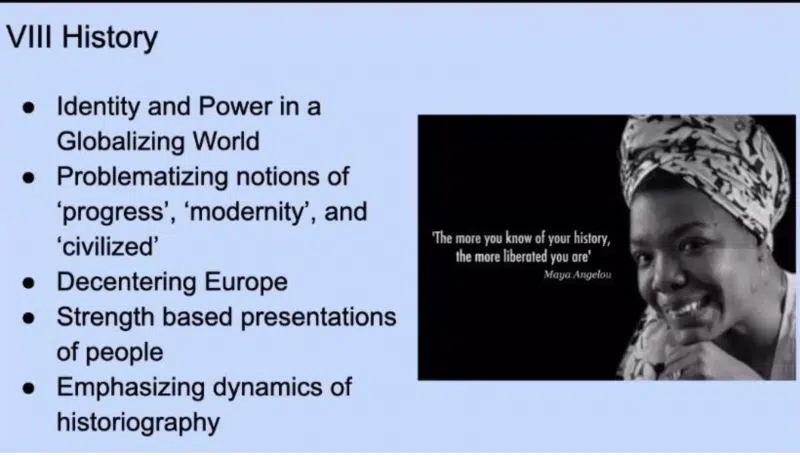 VIII History
● Identity and Power in a
Globalizing World
● Problematizing notions of
‘progress’, ‘modernity’, and
‘civilized’
● Decentering Europe
● Strength based presentations
of people
● Emphasizing dynamics of
historiography
'The more you know of your history,
the more liberated you are'
Maya Angelou